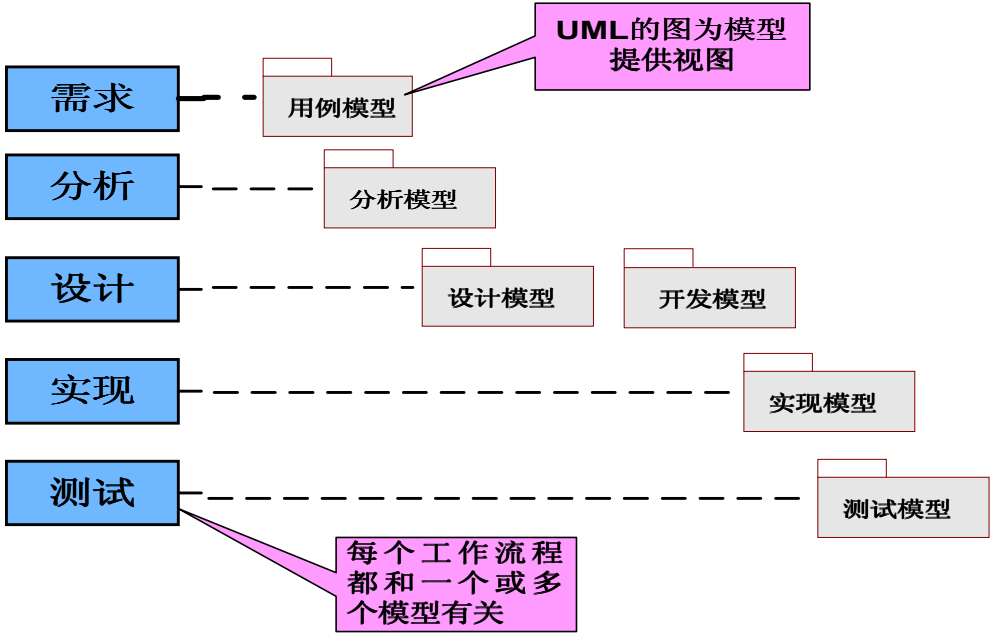 UML的图为模型
提供视图
需求
用例模型
分析
分析模型
设计
设计模型
开发模型
实现
实现模型
测试
测试模型
每个工作流程
都和一个或多
个模型有关